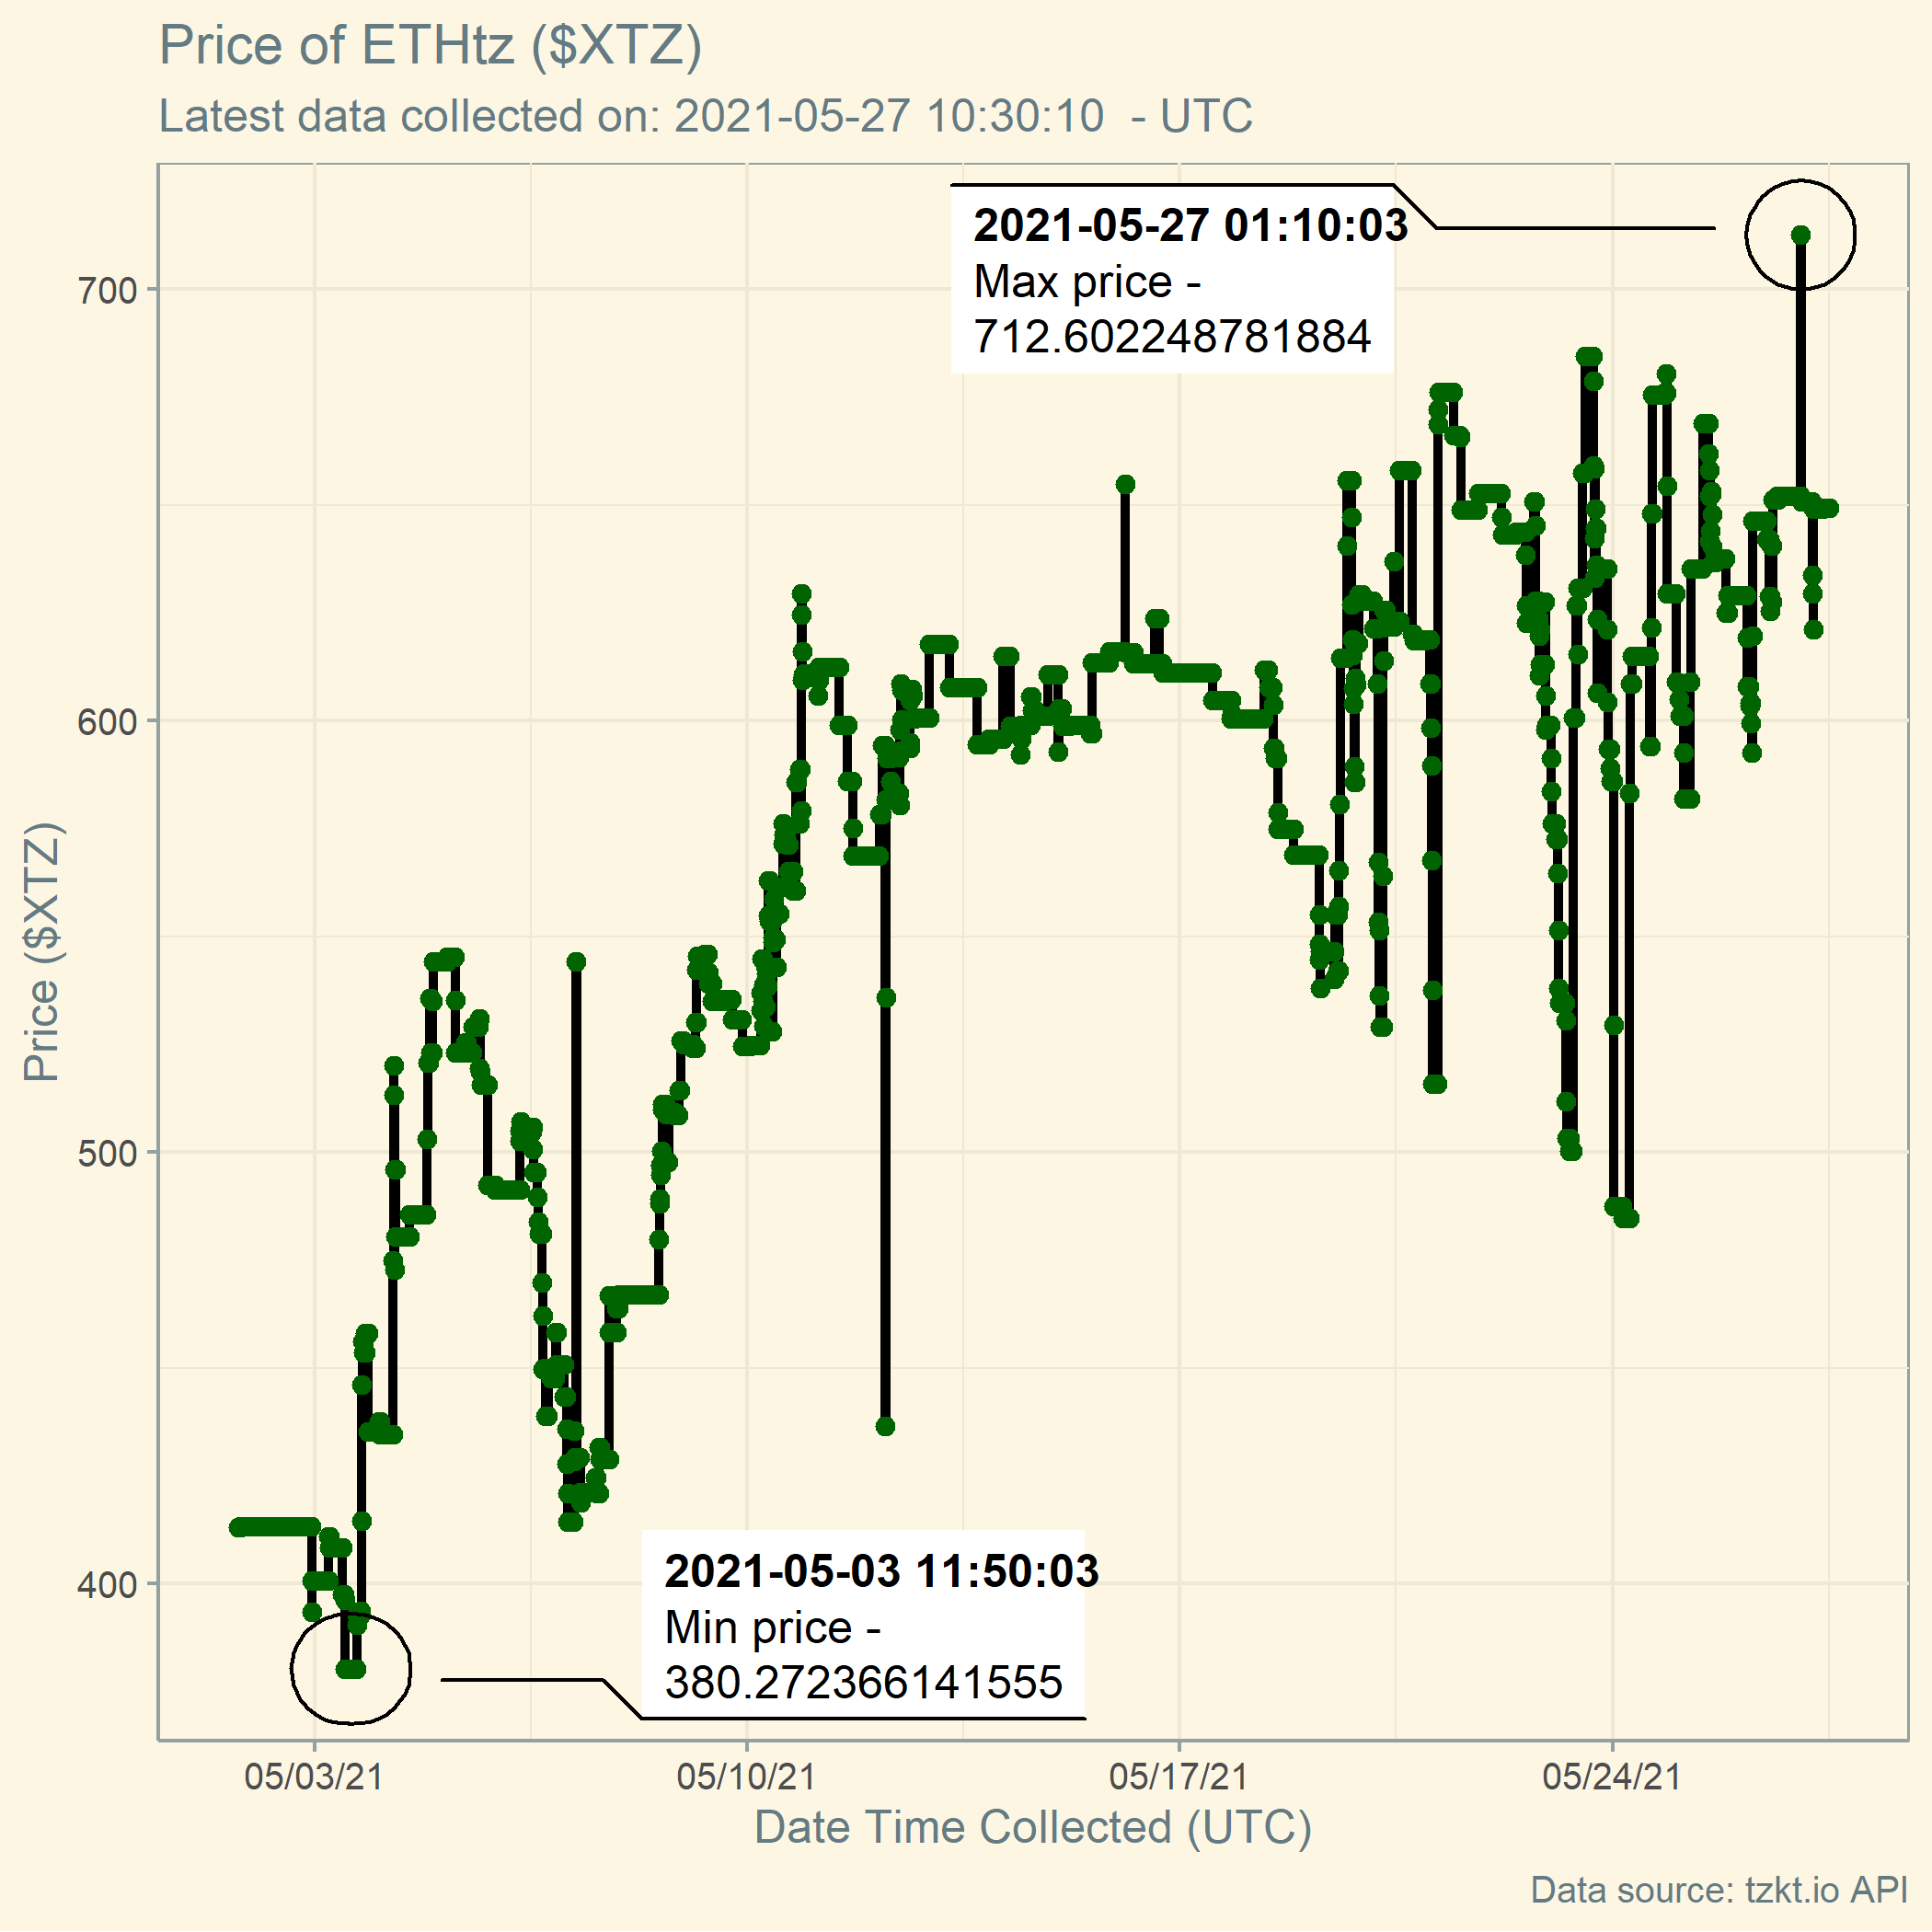 Price of ETHtz ($XTZ)
Latest data collected on: 2021-05-27 10:30:10  - UTC
2021-05-27 01:10:03
Max price -
712.602248781884
700
600
500
400
Price ($XTZ)
2021-05-03 11:50:03
Min price -
380.272366141555
05/03/21
05/10/21
05/17/21
05/24/21
Date Time Collected (UTC)
Data source: tzkt.io API